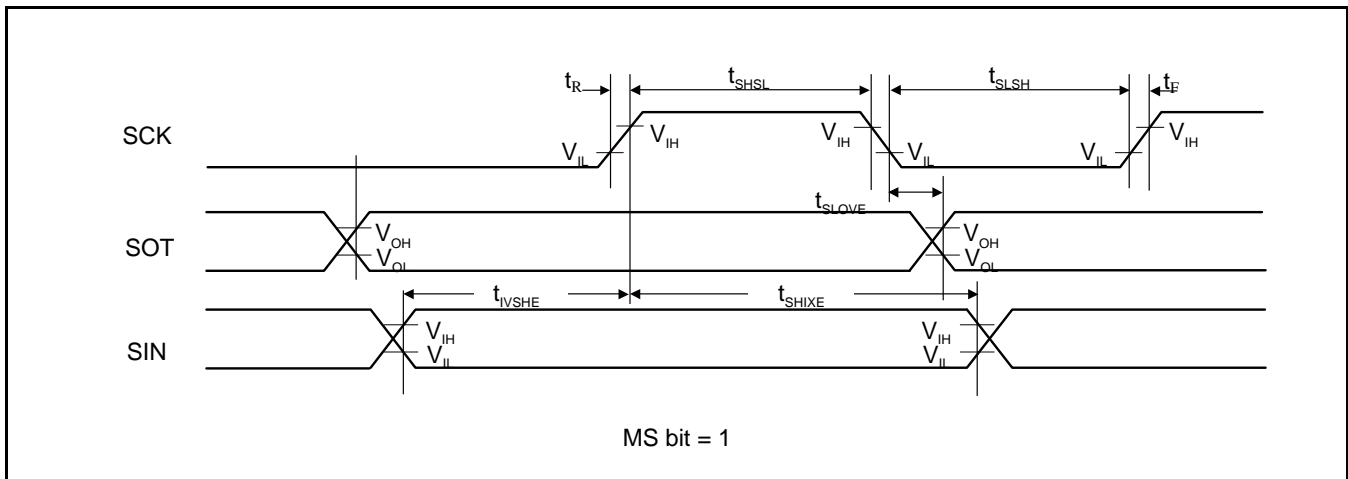 tR tSHSL tSLSH tF
SCK VIH VIH VIH
VIL VIL VIL
tSLOVE
SOT VOH VOH
VOL VOL
tIVSHE tSHIXE
SIN VIH VIH
VIL VIL
MS bit = 1